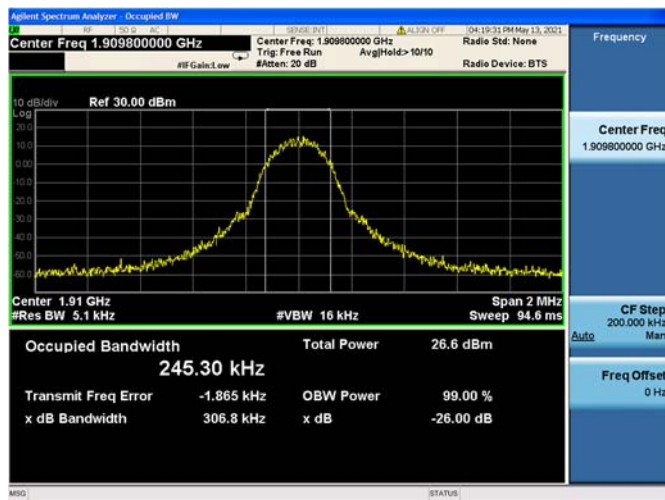 Agilent Spectrum Analyzer - Occupied BW
RF 50 Ω AC SENSE:INT ALIGN OFF 04:19:31 PM May 13, 2021
Center Freq 1.909800000 GHz
Center Freq: 1.909800000 GHz
Radio Std: None
Trig: Free Run Avg|Hold:> 10/10
#IFGain:Low #Atten: 20 dB Radio Device: BTS
Frequency
10 dB/div Ref 30.00 dBm
Log
20.0
10.0
0.00
-10.0
-20.0
-30.0
-40.0
-50.0
-60.0
Center Freq
1.909800000 GHz
Center 1.91 GHz Span 2 MHz
#Res BW 5.1 kHz #VBW 16 kHz Sweep 94.6 ms
CF Step
200.000 kHz
Auto Man
Occupied Bandwidth Total Power 26.6 dBm
245.30 kHz
Transmit Freq Error -1.865 kHz OBW Power 99.00 %
x dB Bandwidth 306.8 kHz x dB -26.00 dB
Freq Offset
0 Hz
MSG STATUS